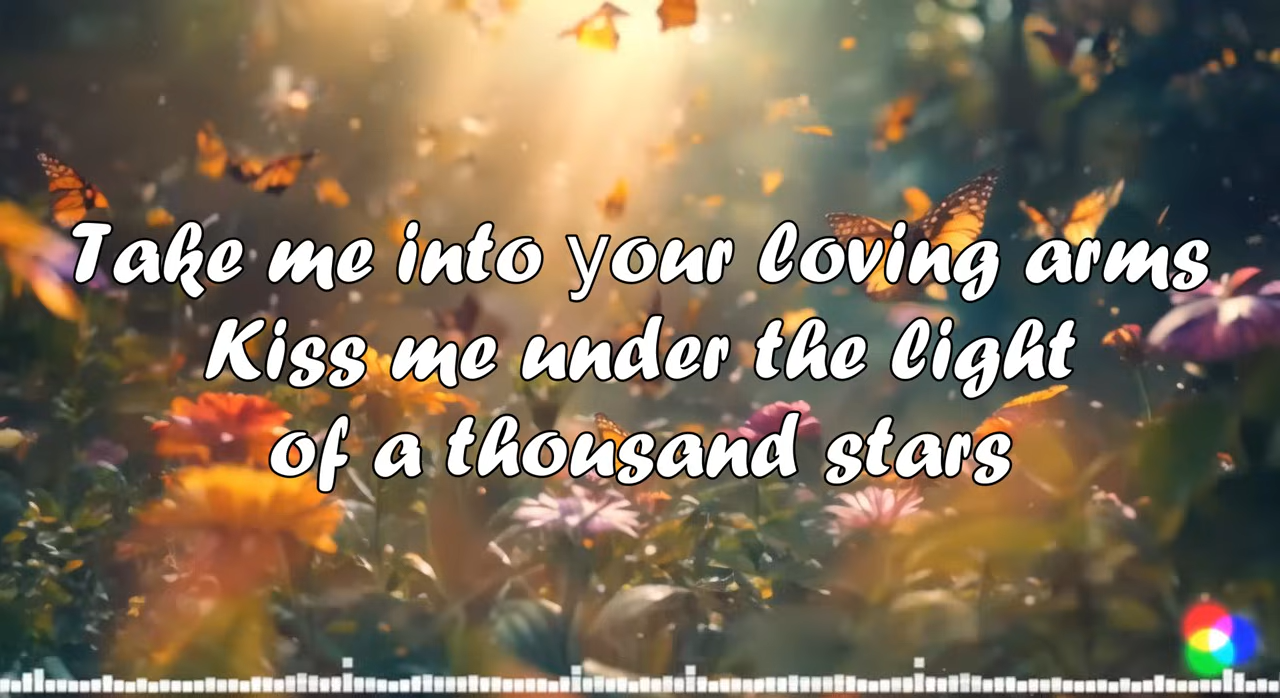 Take me into your loving arms
Kiss me under the light
of a thousand stars